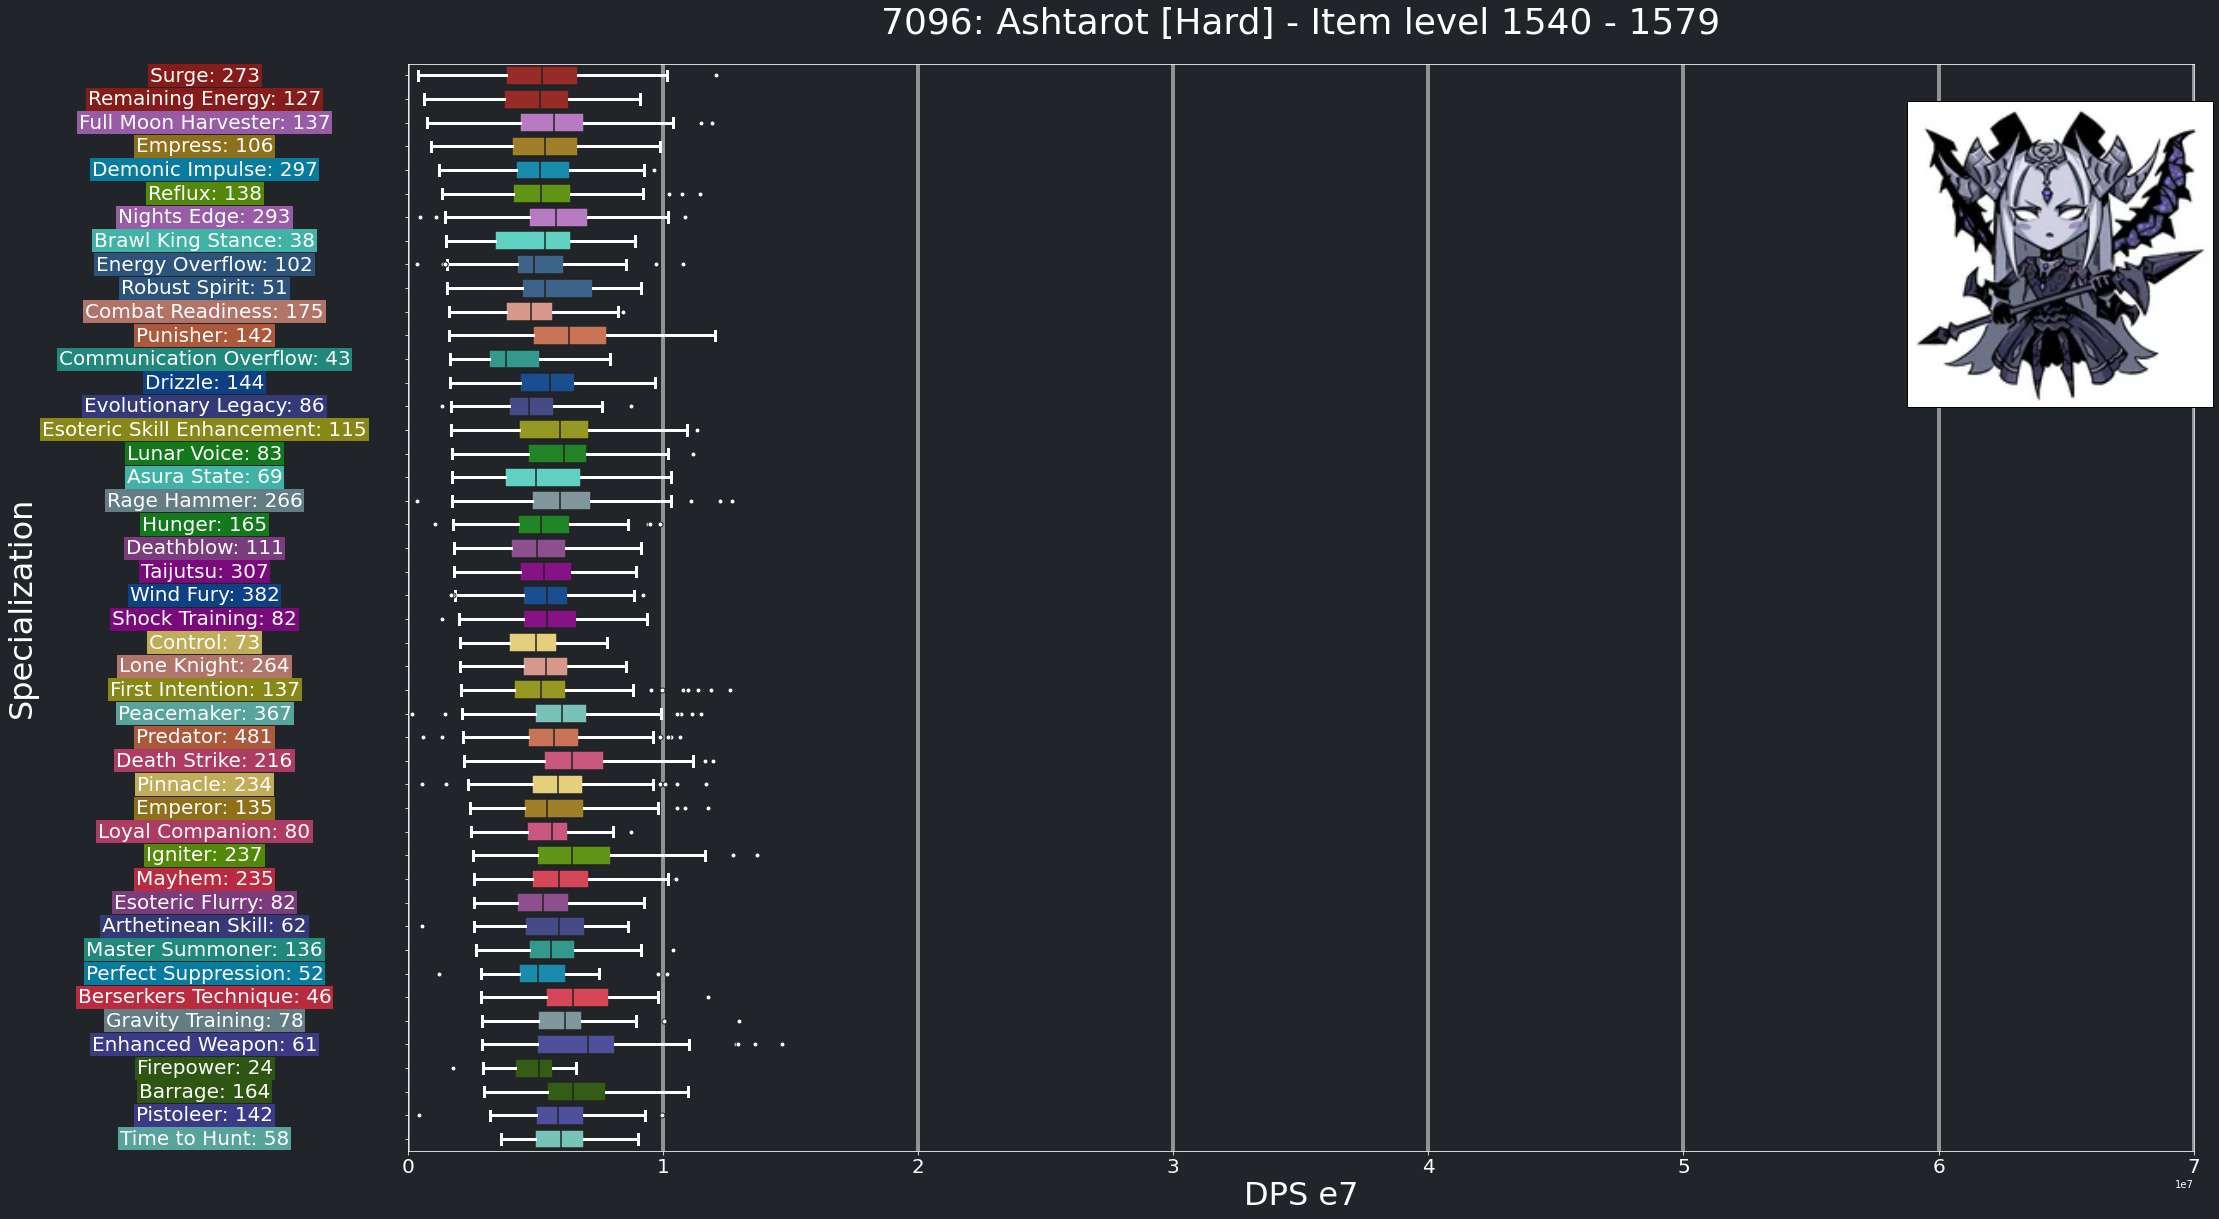 7096: Ashtarot [Hard] - Item level 1540 - 1579
Surge: 273
Remaining Energy: 127
Full Moon Harvester: 137
Empress: 106
Demonic Impulse: 297
Reflux: 138
Nights Edge: 293
Brawl King Stance: 38
Energy Overflow: 102
Robust Spirit: 51
Combat Readiness: 175
Punisher: 142
Communication Overflow: 43
Drizzle: 144
Evolutionary Legacy: 86
Esoteric Skill Enhancement: 115
Lunar Voice: 83
Asura State: 69
Rage Hammer: 266
Hunger: 165
Deathblow: 111
Taijutsu: 307
Wind Fury: 382
Shock Training: 82
Control: 73
Lone Knight: 264
First Intention: 137
Peacemaker: 367
Predator: 481
Death Strike: 216
Pinnacle: 234
Emperor: 135
Loyal Companion: 80
Igniter: 237
Mayhem: 235
Esoteric Flurry: 82
Arthetinean Skill: 62
Master Summoner: 136
Perfect Suppression: 52
Berserkers Technique: 46
Gravity Training: 78
Enhanced Weapon: 61
Firepower: 24
Barrage: 164
Pistoleer: 142
Time to Hunt: 58
Specialization
0 1 2 3 4 5 6 7
1e7
DPS e7